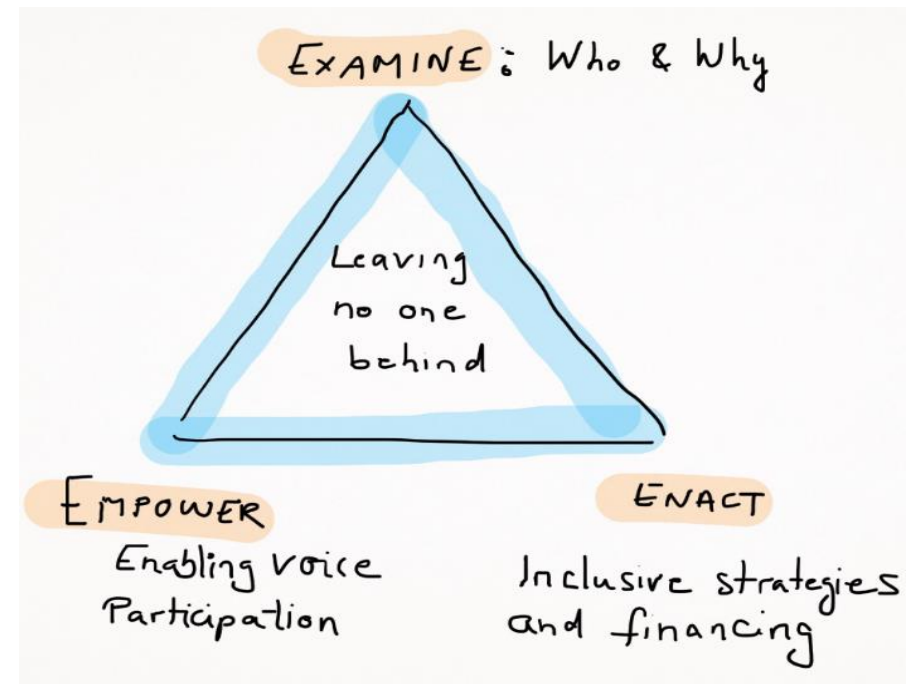 EXAMINE: Who & Why
Leaving
no one
behind
EMPOWER
Enabling voice
Participation
ENACT
Inclusive strategies
and financing